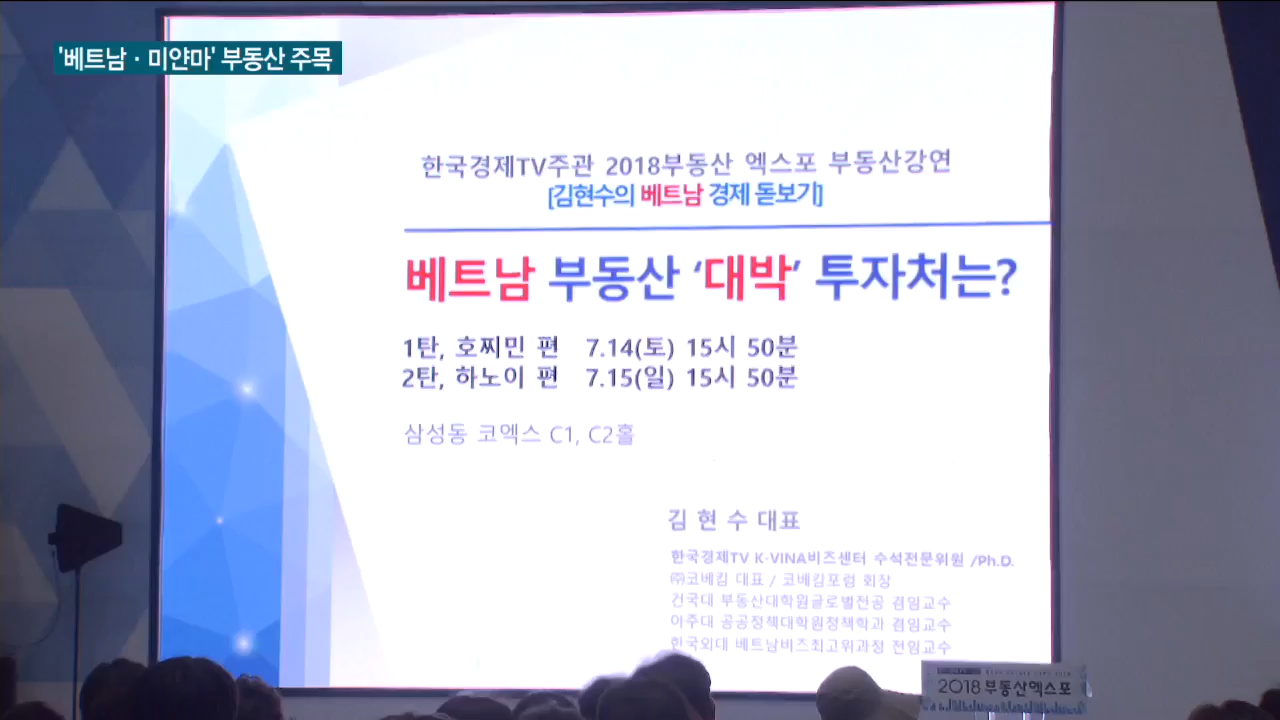 '베트남 · 미얀마' 부동산 주목
한국경제TV주관 2018부동산 엑스포 부동산강연
[김현수의 베트남 경제 돋보기]
베트남 부동산 ‘대박’ 투자처는?
1탄, 호찌민 편 7.14(토) 15시 50분
2탄, 하노이 편 7.15(일) 15시 50분
삼성동 코엑스 C1, C2홀
김 현 수 대표
한국경제TV K-VINA비즈센터 수석전문위원 /Ph.D.
㈜코베킴 대표 / 코베킴포럼 회장
건국대 부동산대학원글로벌전공 겸임교수
아주대 공공정책대학원정책학과 겸임교수
한국외대 베트남비즈최고위과정 전임교수
2018 부동산엑스포